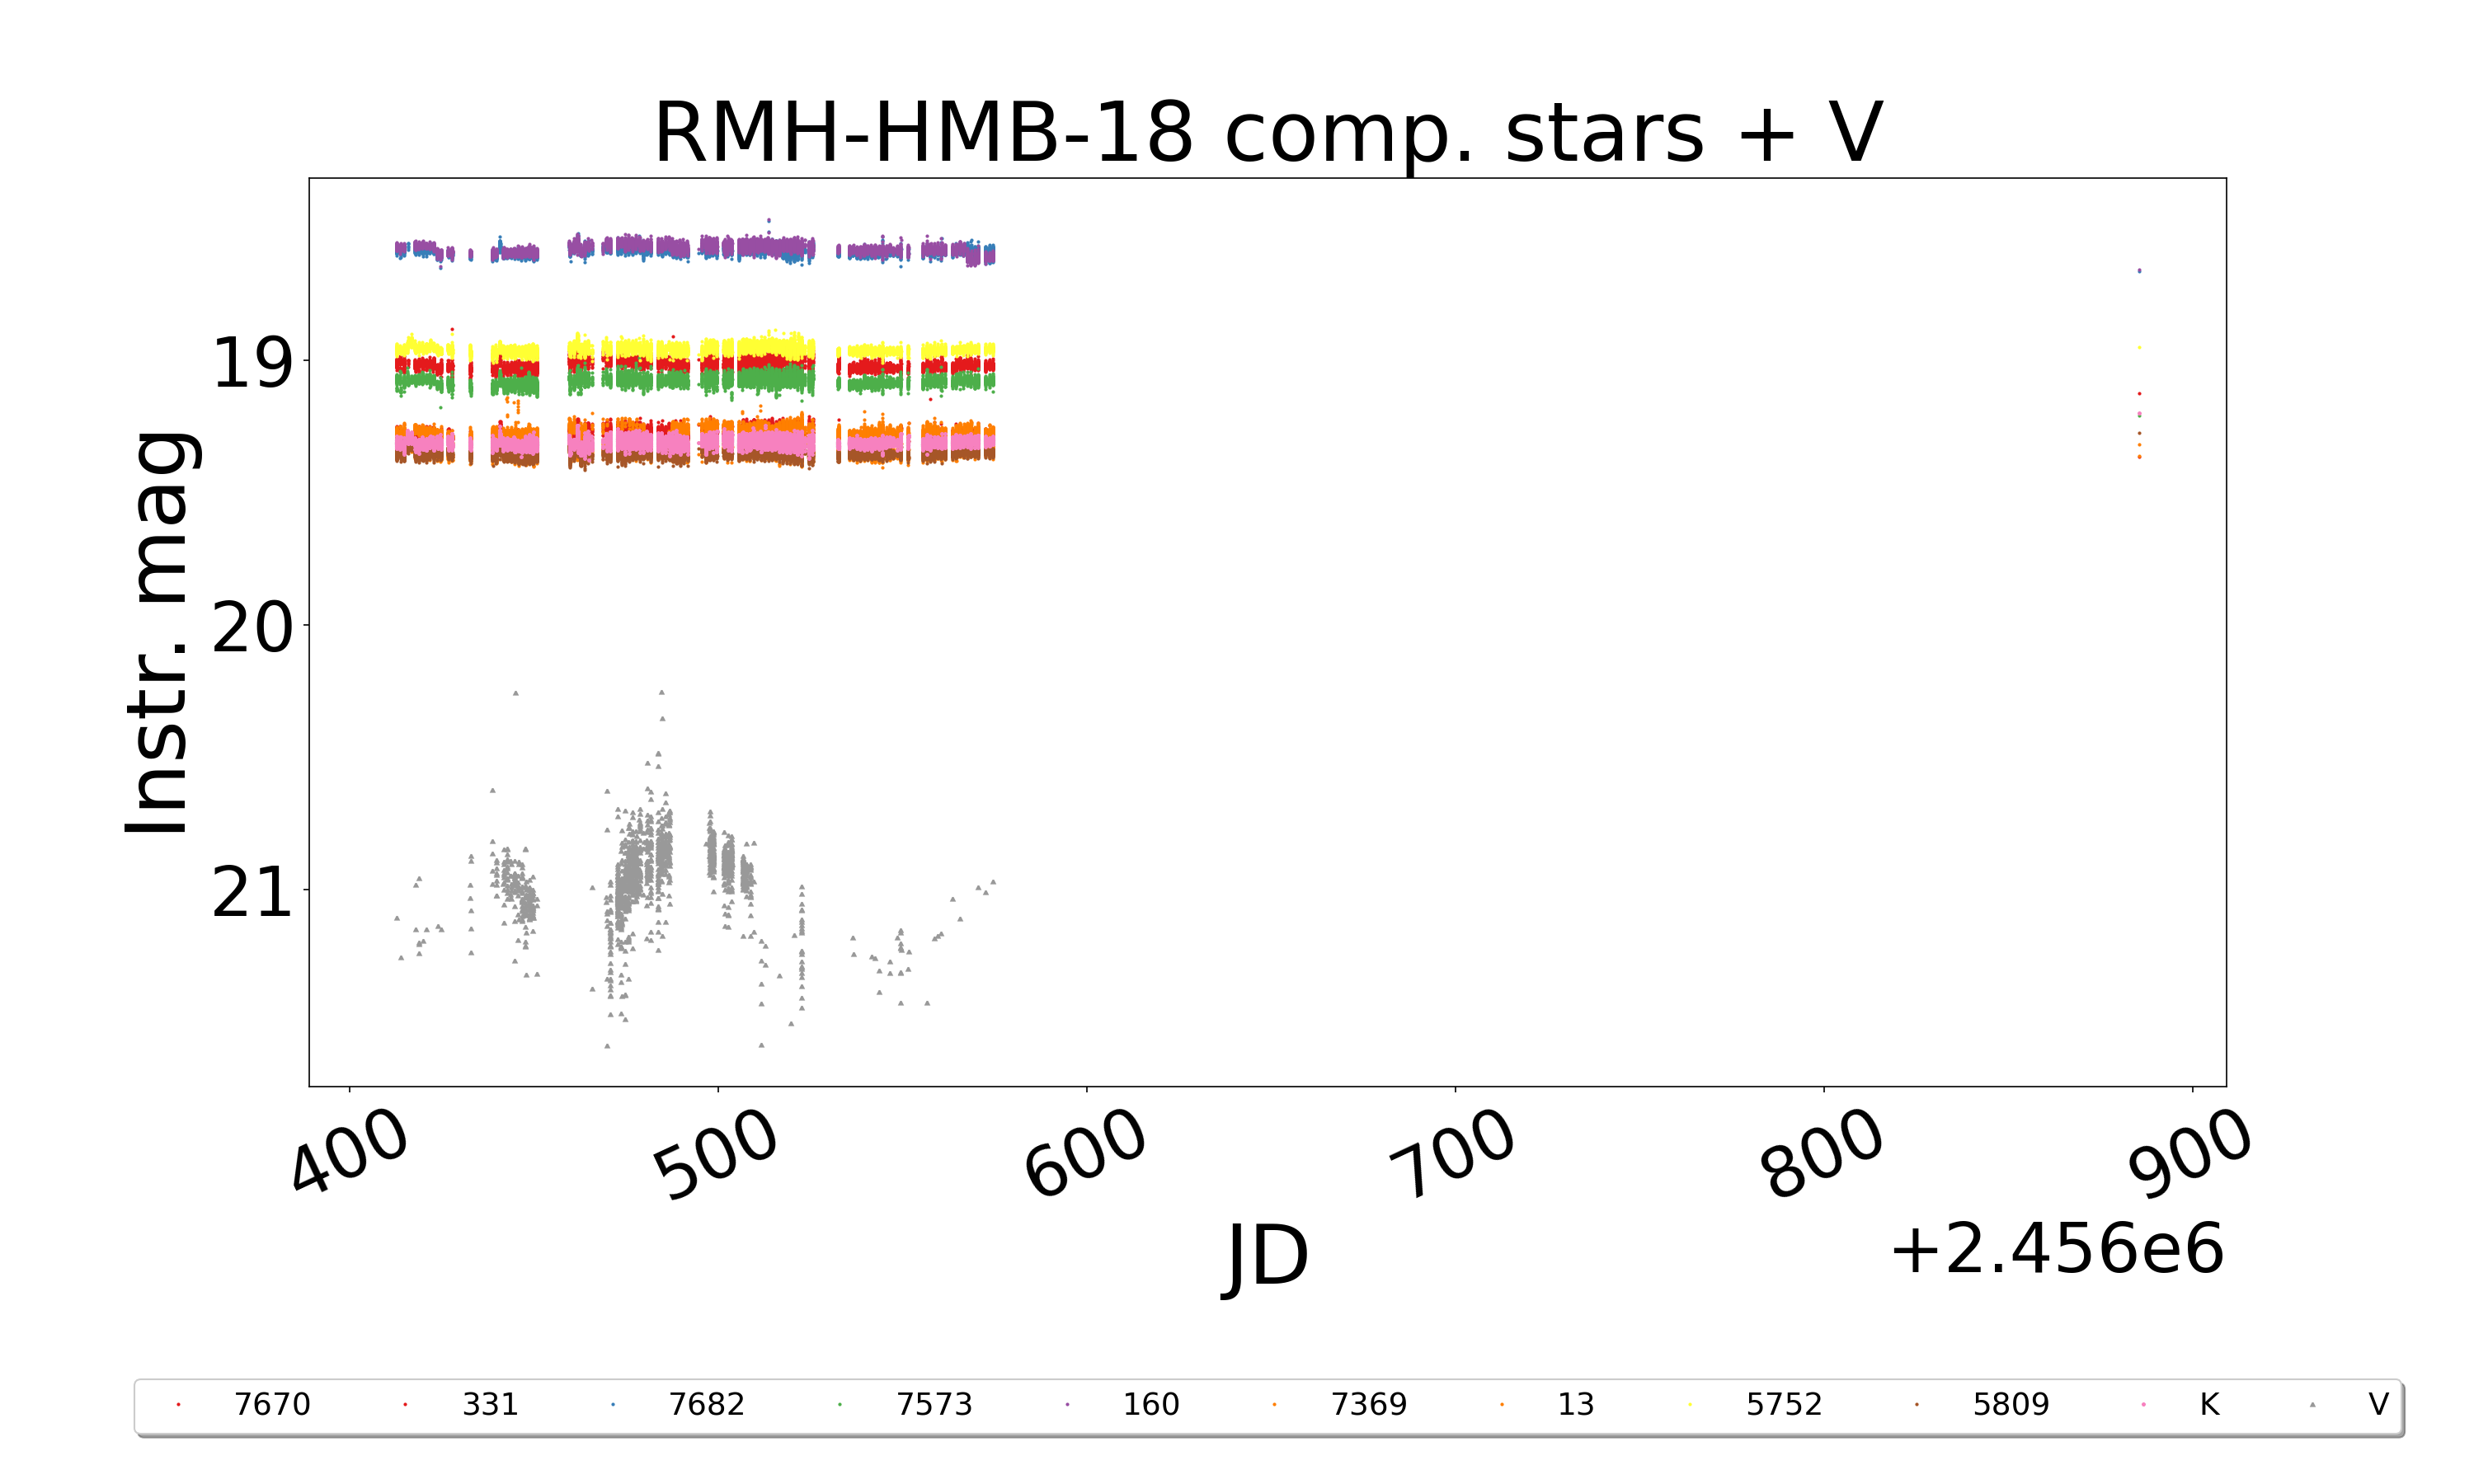 RMH-HMB-18 comp. stars + V
Instr. mag
19
20
21
400 500 600 700 800 900
JD
+2.456e6
7670 331 7682 7573 160 7369 13 5752 5809 K V